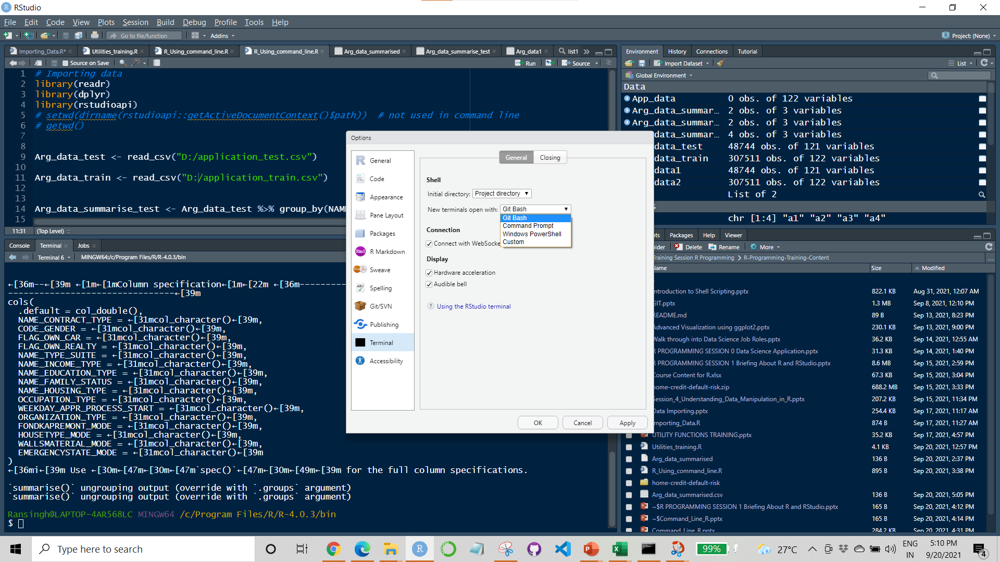 RStudio
File Edit Code View Plots Session Build Debug Profile Tools Help
Go to file/function Addins Project: (None)
Importing_Data.R* Utilities_training.R R_Using_command_line.R R_Using_command_line.R Arg_data_summarised Arg_data_summarise_test Arg_data1 list1
Source on Save Run Source
1 # Importing data
2 library(readr)
3 library(dplyr)
4 library(rstudioapi)
5 # setwd(dirname(rstudioapi::getActiveDocumentContext()$path)) # not used in command line
6 # getwd()
7
8
9 Arg_data_test <- read_csv("D:/application_test.csv")
10
11 Arg_data_train <- read_csv("D:/application_train.csv")
12
13
14 Arg_data_summarise_test <- Arg_data_test %>% group_by(NAM
15
11:31 (Top Level)
Console Terminal Jobs
Terminal 6 MINGW64:/c/Program Files/R/R-4.0.3/bin
←[36m--←[39m ←[1m←[1mColumn specification←[1m←[22m ←[36m---------
--------------------------------←[39m
cols(
.default = col_double(),
NAME_CONTRACT_TYPE = ←[31mcol_character()←[39m,
CODE_GENDER = ←[31mcol_character()←[39m,
FLAG_OWN_CAR = ←[31mcol_character()←[39m,
FLAG_OWN_REALTY = ←[31mcol_character()←[39m,
NAME_TYPE_SUITE = ←[31mcol_character()←[39m,
NAME_INCOME_TYPE = ←[31mcol_character()←[39m,
NAME_EDUCATION_TYPE = ←[31mcol_character()←[39m,
NAME_FAMILY_STATUS = ←[31mcol_character()←[39m,
NAME_HOUSING_TYPE = ←[31mcol_character()←[39m,
OCCUPATION_TYPE = ←[31mcol_character()←[39m,
WEEKDAY_APPR_PROCESS_START = ←[31mcol_character()←[39m,
ORGANIZATION_TYPE = ←[31mcol_character()←[39m,
FONDKAPREMONT_MODE = ←[31mcol_character()←[39m,
HOUSETYPE_MODE = ←[31mcol_character()←[39m,
WALLSMATERIAL_MODE = ←[31mcol_character()←[39m,
EMERGENCYSTATE_MODE = ←[31mcol_character()←[39m
)
←[36mi←[39m Use ←[30m←[47m←[30m←[47m`spec()`←[47m←[30m←[49m←[39m for the full column specifications.
`summarise()` ungrouping output (override with `.groups` argument)
`summarise()` ungrouping output (override with `.groups` argument)
Ransingh@LAPTOP-4AR568LC MINGW64 /c/Program Files/R/R-4.0.3/bin
$
Options
General
Code
Appearance
Pane Layout
Packages
R Markdown
Sweave
Spelling
Git/SVN
Publishing
Terminal
Accessibility
General Closing
Shell
Initial directory: Project directory
New terminals open with: Git Bash
Git Bash
Command Prompt
Windows PowerShell
Custom
Connection
Connect with WebSocke
Display
Hardware acceleration
Audible bell
Using the RStudio terminal
OK Cancel Apply
Environment History Connections Tutorial
Import Dataset List
Global Environment
Data
App_data 0 obs. of 122 variables
Arg_data_summar… 2 obs. of 3 variables
Arg_data_summar… 2 obs. of 3 variables
data_summar… 4 obs. of 3 variables
data_test 48744 obs. of 121 variables
data_train 307511 obs. of 122 variables
data1 48744 obs. of 121 variables
data2 307511 obs. of 122 variables
List of 2
s
chr [1:4] "a1" "a2" "a3" "a4"
ots Packages Help Viewer
older Delete Rename More
Training Session R Programming R-Programming-Training-Content ...
Name Size Modified
Introduction to Shell Scripting.pptx 822.1 KB Aug 31, 2021, 12:07 AM
GIT.pptx 1.3 MB Sep 8, 2021, 12:10 PM
README.md 89 B Sep 13, 2021, 8:23 PM
Advanced Visualization using ggplot2.pptx 230.1 KB Sep 13, 2021, 9:00 PM
Walk through into Data Science Job Roles.pptx 36.2 KB Sep 14, 2021, 12:55 AM
R PROGRAMMING SESSION 0 Data Science Application.pptx 31.3 KB Sep 14, 2021, 1:40 PM
R PROGRAMMING SESSION 1 Briefing About R and RStudio.pptx 8.6 MB Sep 15, 2021, 2:59 PM
Course Content for R.xlsx 67.3 KB Sep 15, 2021, 3:04 PM
home-credit-default-risk.zip 688.2 MB Sep 15, 2021, 3:33 PM
Session_4_Understanding_Data_Manipulation_in_R.pptx 207.2 KB Sep 15, 2021, 11:34 PM
Data Importing.pptx 254.4 KB Sep 17, 2021, 11:17 AM
Importing_Data.R 874 B Sep 17, 2021, 11:27 AM
UTILITY FUNCTIONS TRAINING.pptx 35.2 KB Sep 17, 2021, 4:57 PM
Utilities_training.R 4.1 KB Sep 20, 2021, 12:57 PM
Arg_data_summarised 136 B Sep 20, 2021, 2:37 PM
R_Using_command_line.R 895 B Sep 20, 2021, 3:38 PM
home-credit-default-risk
Arg_data_summarised.csv 136 B Sep 20, 2021, 5:05 PM
~$R PROGRAMMING SESSION 1 Briefing About R and RStudio.pptx 165 B Sep 20, 2021, 4:12 PM
~$Command_Line_R.pptx 165 B Sep 20, 2021, 4:14 PM
Command_Line_R.pptx 284.2 KB Sep 20, 2021, 4:31 PM
Type here to search
99%
27°C
ENG
IN
5:10 PM
9/20/2021
4